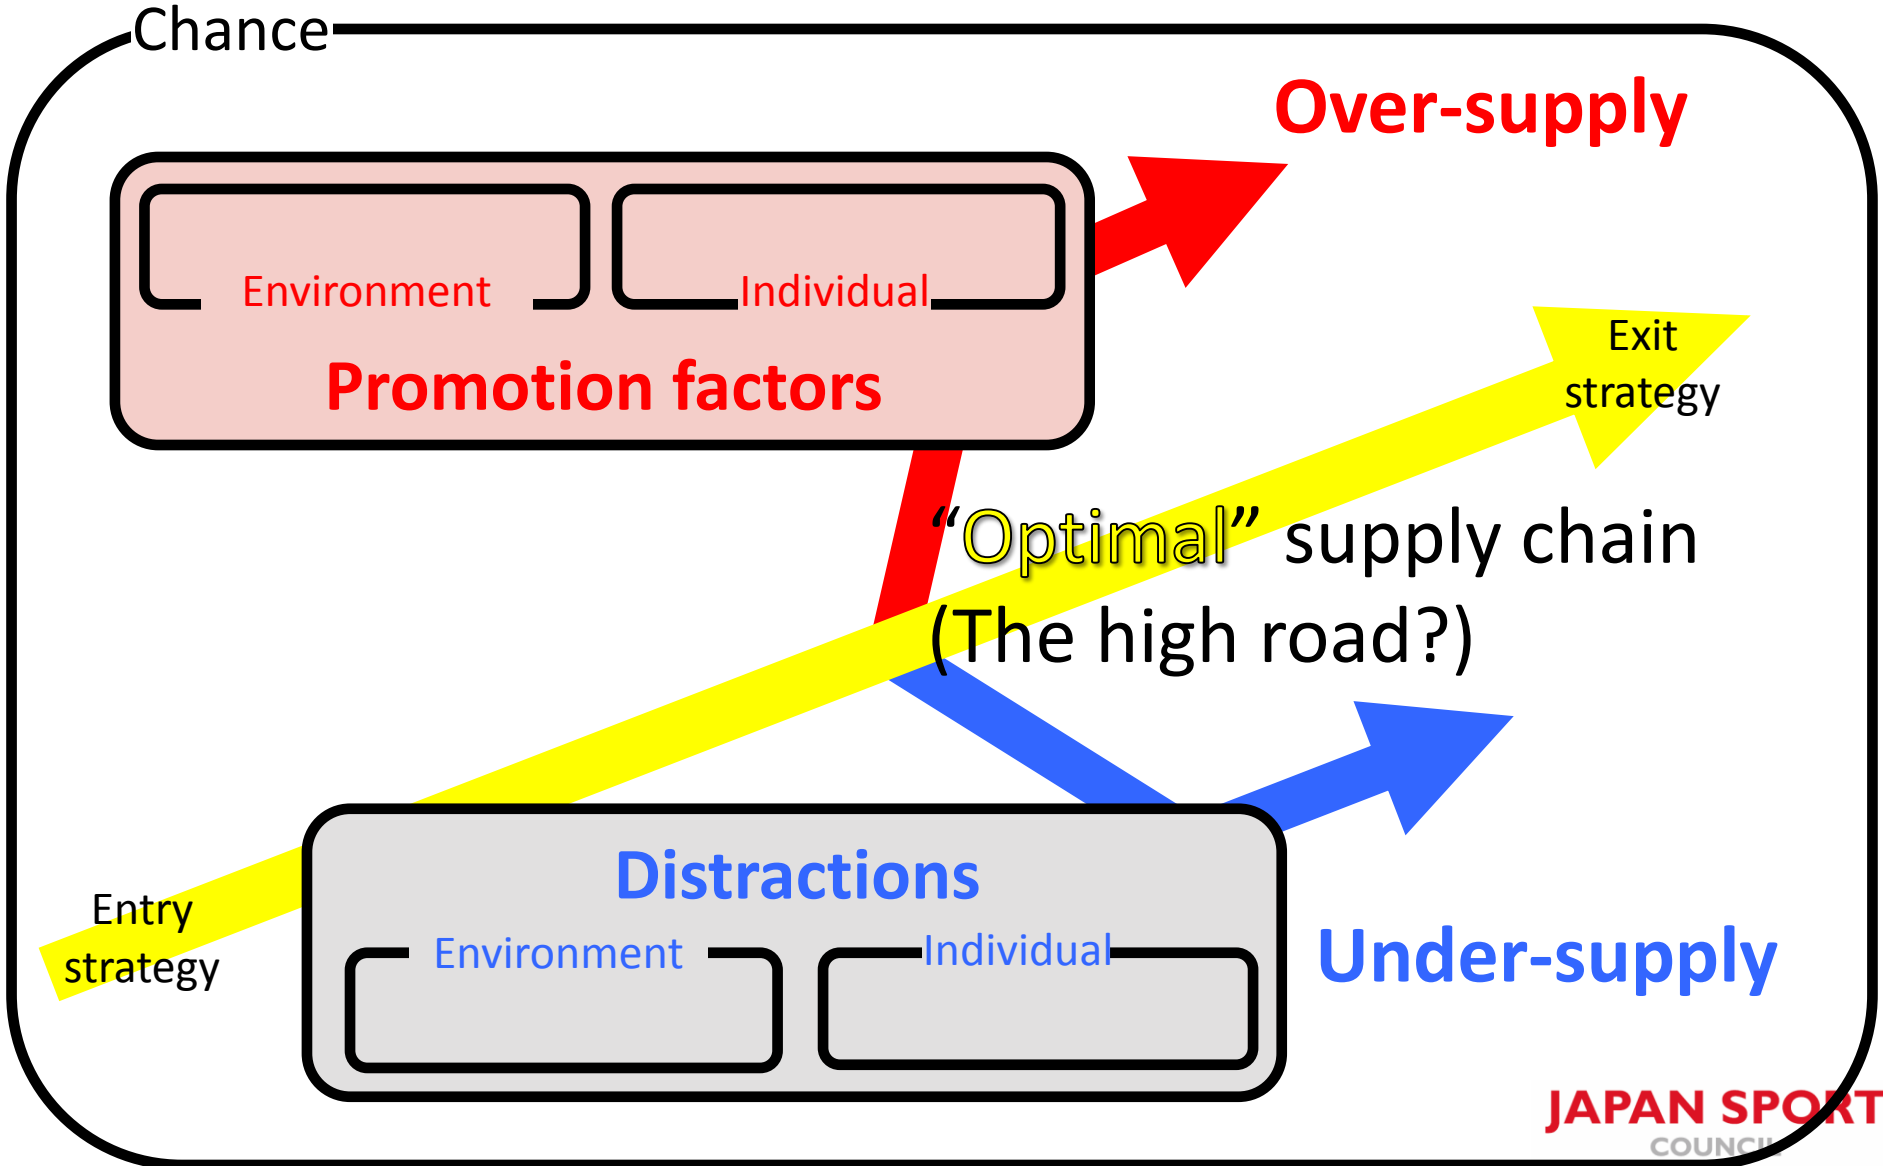 Chance
Over-supply
Environment
Individual
Promotion factors
Exit
strategy
“Optimal” supply chain
(The high road?)
Distractions
Environment
Individual
Entry
strategy
Under-supply
JAPAN SPORT
COUNCIL